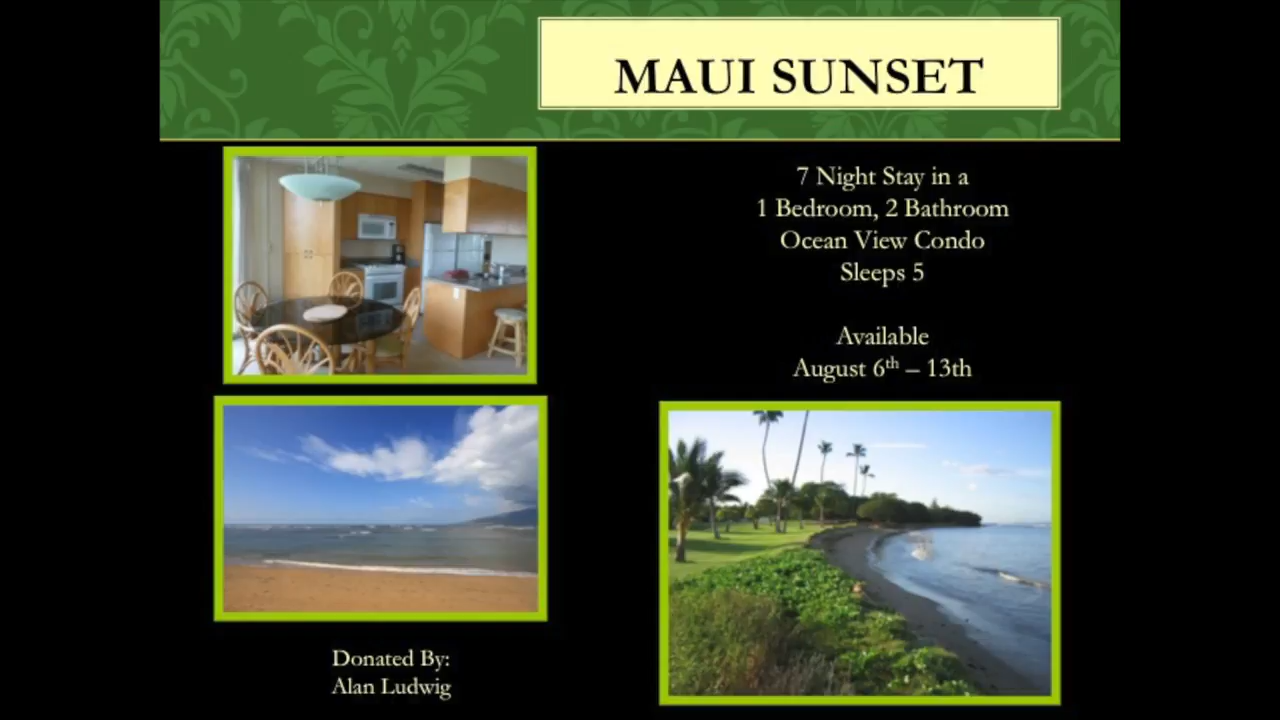 MAUI SUNSET
7 Night Stay in a
1 Bedroom, 2 Bathroom
Ocean View Condo
Sleeps 5
Available
August 6th – 13th
Donated By:
Alan Ludwig